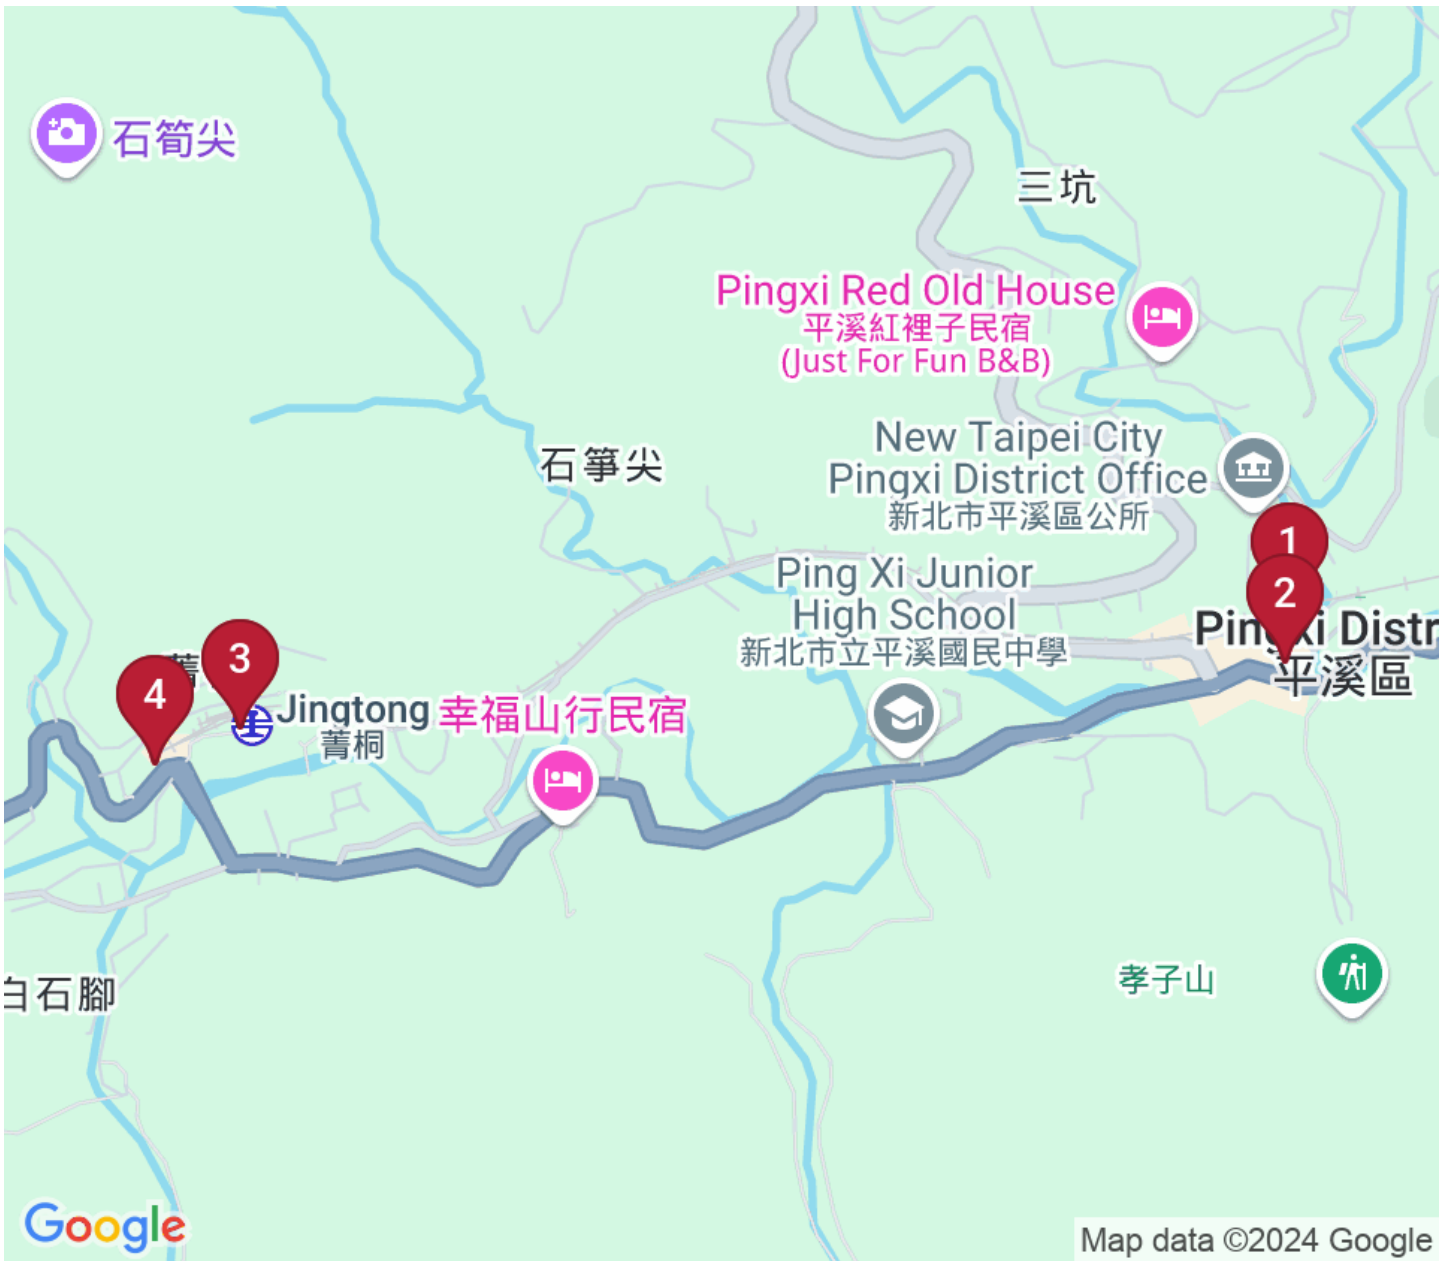 石筍尖
三坑
Pingxi Red Old House
平溪紅裡子民宿
(Just For Fun B&B)
New Taipei City
Pingxi District Office
新北市平溪區公所
石筆尖
1
Ping Xi Junior
High School
新北市立平溪國民中學
2
平溪區
3
4
菁
Jingtong
菁桐
幸福山行民宿
孝子山
白石腳
Google
Map data ©2024 Google